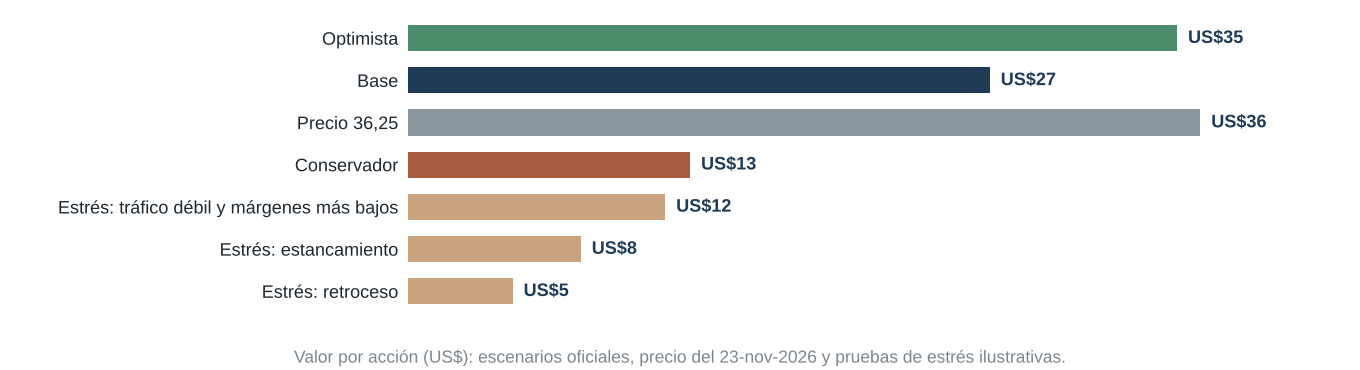 Optimista US$35
Base US$27
Precio 36,25 US$36
Conservador US$13
Estrés: tráfico débil y márgenes más bajos US$12
Estrés: estancamiento US$8
Estrés: retroceso US$5
Valor por acción (US$): escenarios oficiales, precio del 23-nov-2026 y pruebas de estrés ilustrativas.